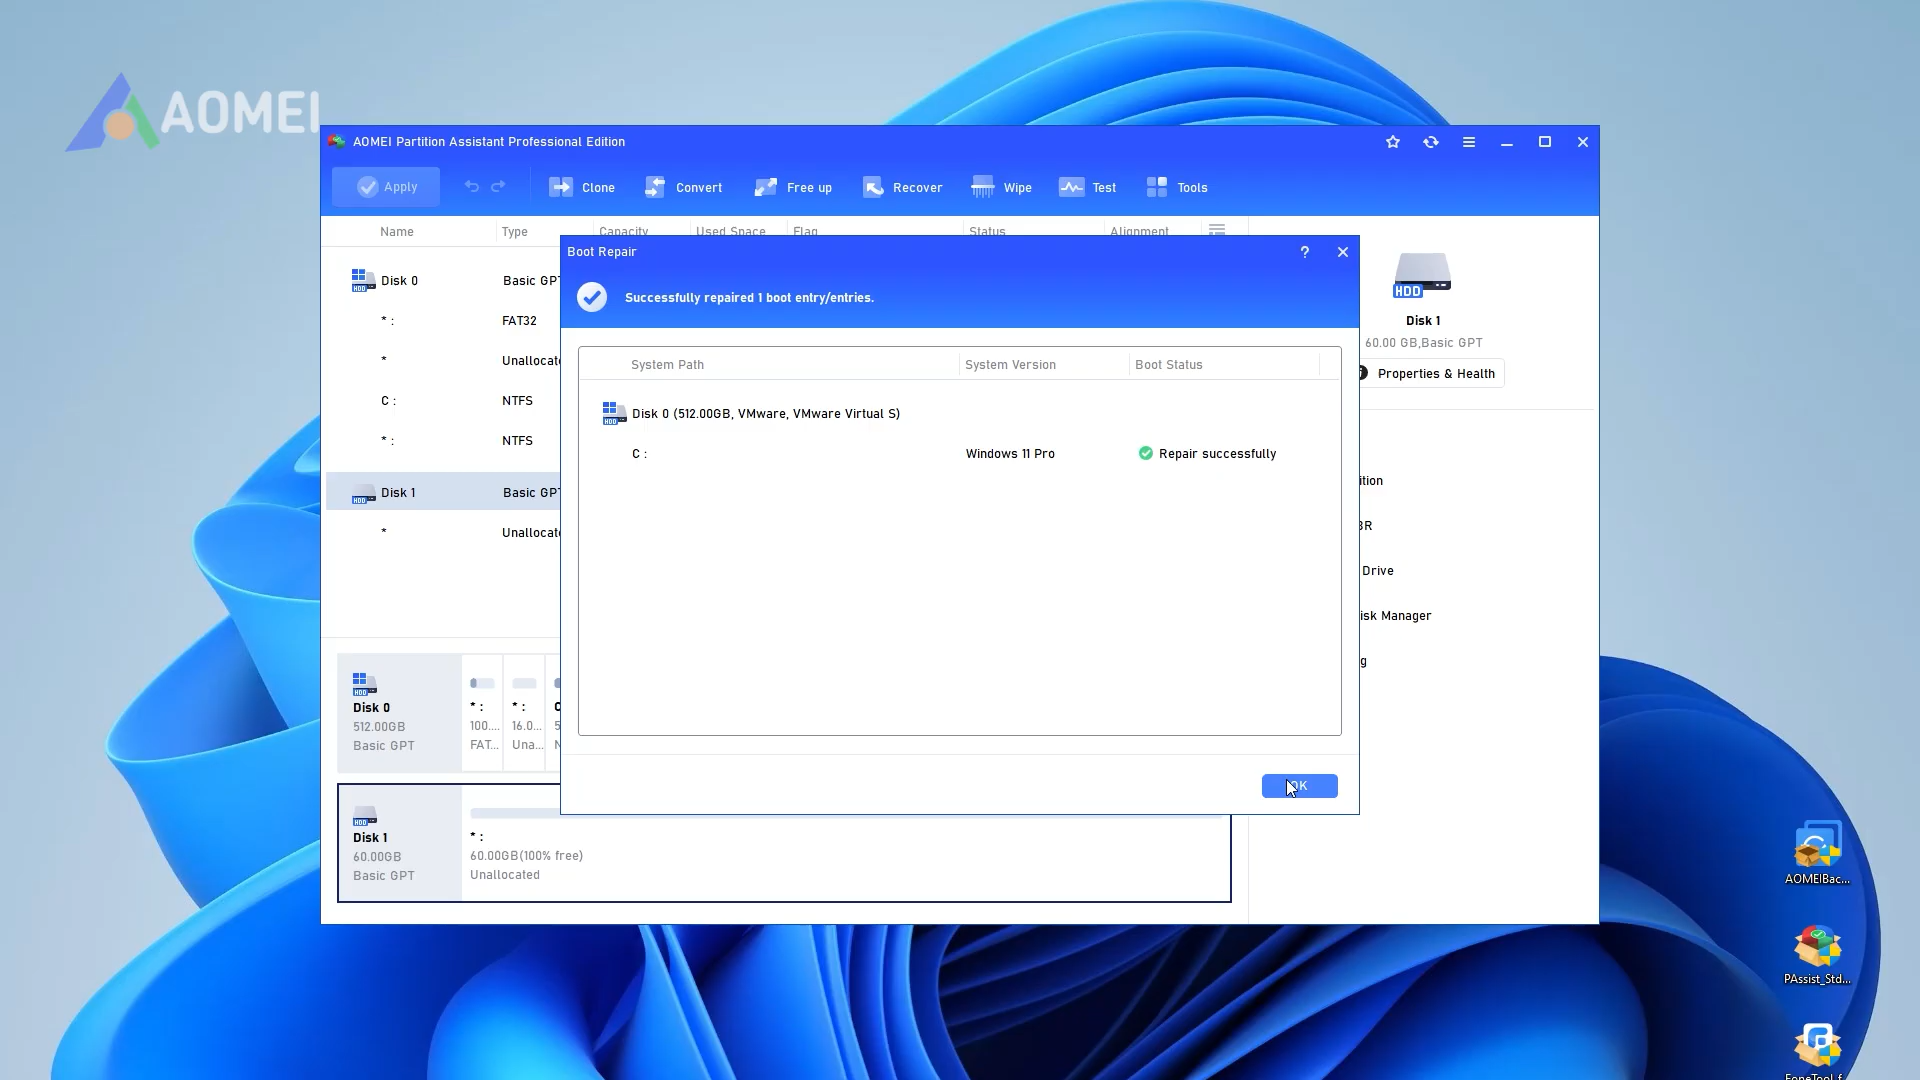 AOMEI
AOMEI Partition Assistant Professional Edition
Apply
Clone
Convert
Free up
Recover
Wipe
Test
Tools
Name
Type
Capacity
Used Space
Flag
Status
Alignment
Disk 0
Basic GPT
* :
FAT32
*
Unallocat
C :
NTFS
* :
NTFS
Disk 1
Basic GPT
*
Unallocat
Boot Repair
?
Successfully repaired 1 boot entry/entries.
System Path
System Version
Boot Status
Disk 0 (512.00GB, VMware, VMware Virtual S)
C :
Windows 11 Pro
Repair successfully
OK
HDD
Disk 1
60.00 GB,Basic GPT
Properties & Health
ition
BR
Drive
isk Manager
g
Disk 0
512.00GB
Basic GPT
* :
100....
FAT...
* :
16.0...
Una...
Disk 1
60.00GB
Basic GPT
* :
60.00GB(100% free)
Unallocated
AOMEIBac...
PAssist_Std...